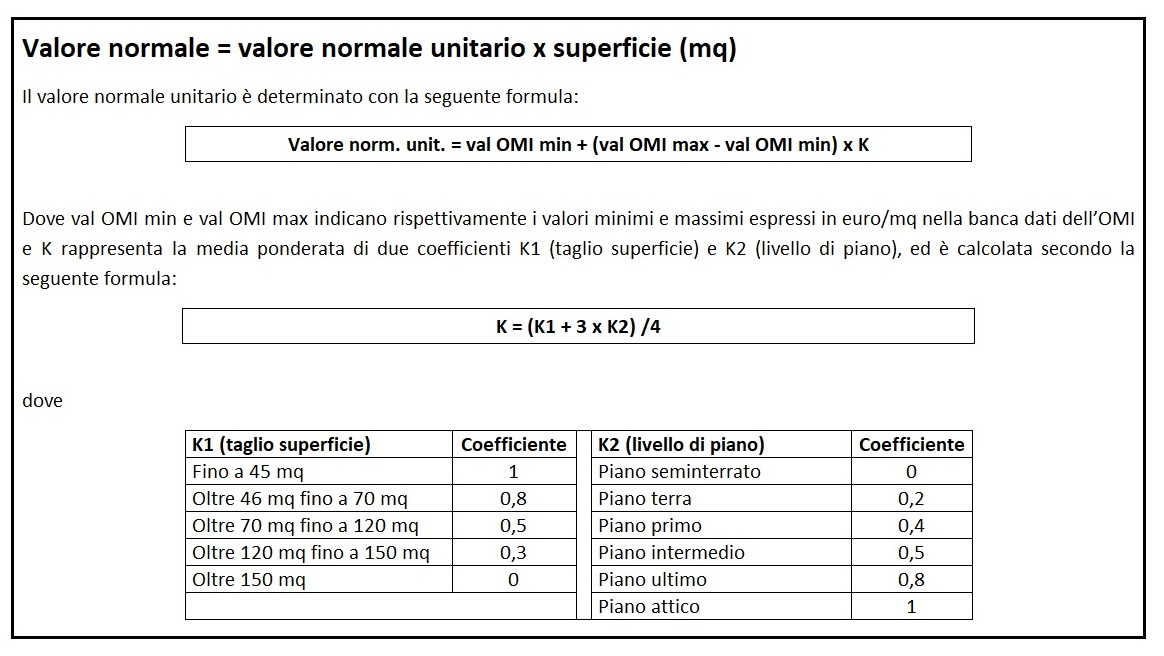 Valore normale = valore normale unitario x superficie (mq)
Il valore normale unitario è determinato con la seguente formula:
Valore norm. unit. = val OMI min + (val OMI max - val OMI min) x K
Dove val OMI min e val OMI max indicano rispettivamente i valori minimi e massimi espressi in euro/mq nella banca dati dell’OMI
e K rappresenta la media ponderata di due coefficienti K1 (taglio superficie) e K2 (livello di piano), ed è calcolata secondo la
seguente formula:
K = (K1 + 3 x K2) /4
dove
K1 (taglio superficie) Coefficiente K2 (livello di piano) Coefficiente
Fino a 45 mq 1 Piano seminterrato 0
Oltre 46 mq fino a 70 mq 0,8 Piano terra 0,2
Oltre 70 mq fino a 120 mq 0,5 Piano primo 0,4
Oltre 120 mq fino a 150 mq 0,3 Piano intermedio 0,5
Oltre 150 mq 0 Piano ultimo 0,8
Piano attico 1